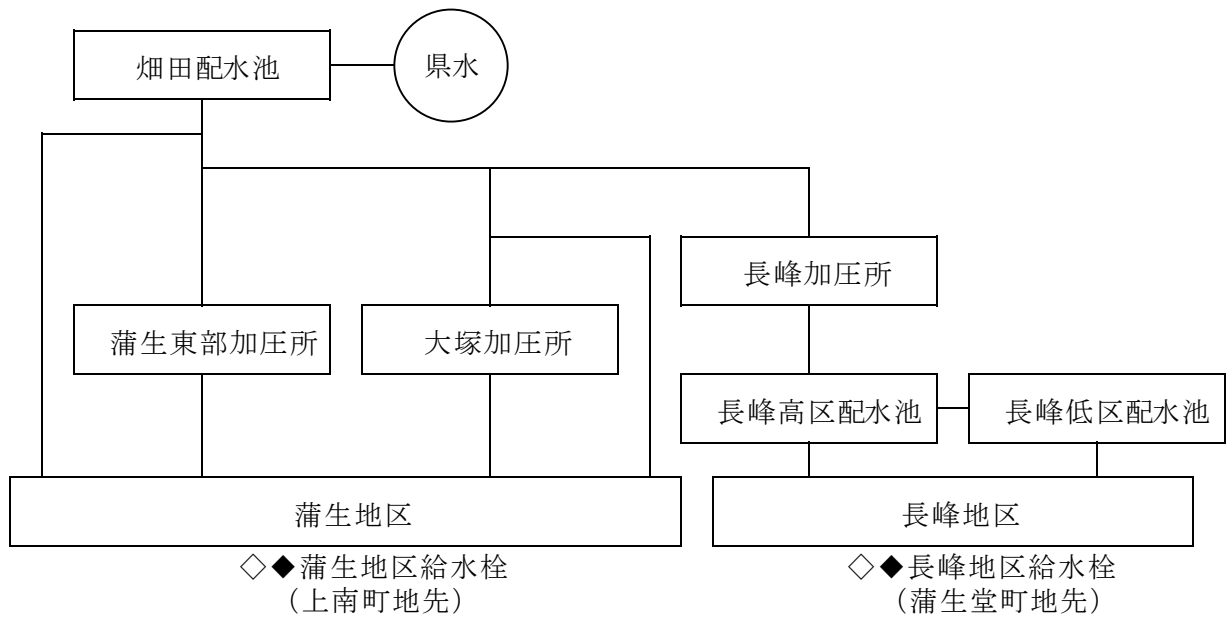 畑田配水池
県水
長峰加圧所
蒲生東部加圧所
大塚加圧所
長峰高区配水池
長峰低区配水池
蒲生地区
長峰地区
◇◆蒲生地区給水栓
（上南町地先）
◇◆長峰地区給水栓
（蒲生堂町地先）